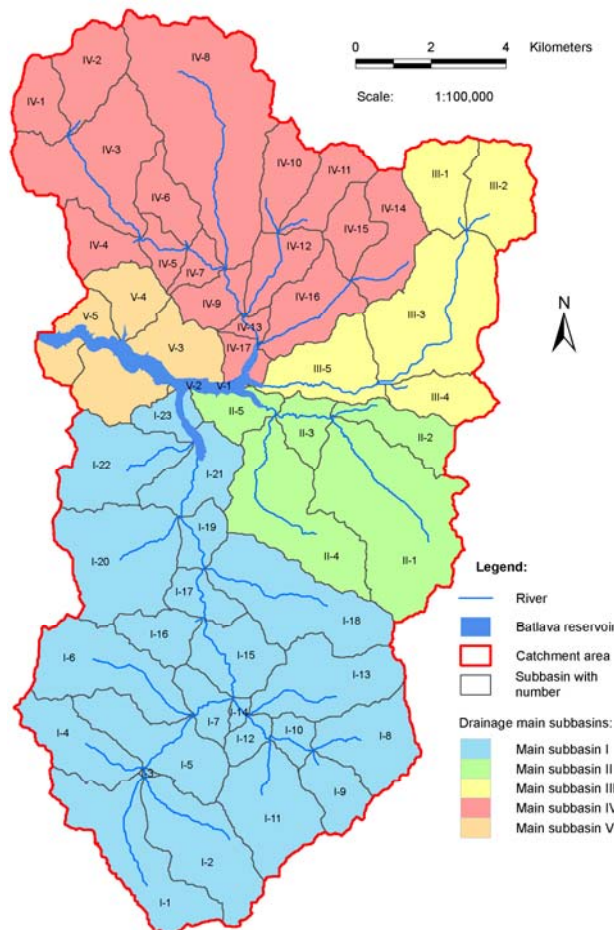 0 2 4 Kilometers
Scale: 1:100,000
IV-2
IV-8
IV-1
IV-3
IV-10
IV-11
III-1
III-2
IV-6
IV-14
IV-15
IV-4
IV-12
IV-5
IV-7
IV-16
IV-9
V-4
V-5
IV-13
III-3
N
V-3
IV-17
III-5
V-2
V-1
III-4
I-23
II-5
II-3
II-2
I-22
I-21
I-19
I-20
II-4
II-1
I-17
I-18
I-16
I-15
I-6
I-13
I-14
I-7
I-4
I-12
I-10
I-8
I-5
I-9
I-11
I-2
I-1
Legend:
River
Batlava reservoir
Catchment area
Subbasin with
number
Drainage main subbasins:
Main subbasin I
Main subbasin II
Main subbasin III
Main subbasin IV
Main subbasin V